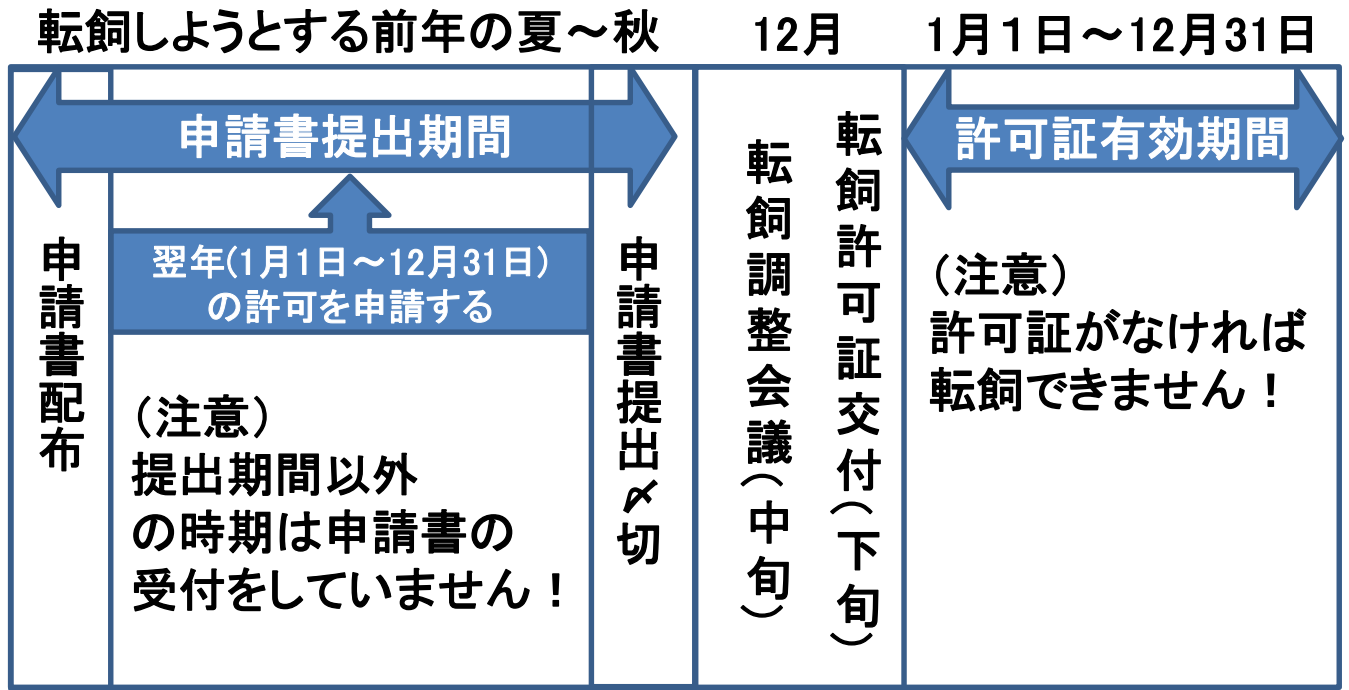 転飼しようとする前年の夏～秋
12月
1月1日～12月31日
申請書提出期間
許可証有効期間
申請書配布
翌年(1月1日～12月31日)
の許可を申請する
（注意）
提出期間以外
の時期は申請書の
受付をしていません！
申請書提出〆切
転飼調整会議（中旬）
転飼許可証交付（下旬）
（注意）
許可証がなければ
転飼できません！